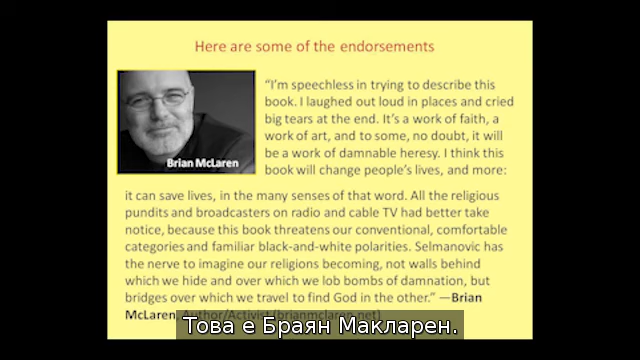 Here are some of the endorsements
“I’m speechless in trying to describe this
book. I laughed out loud in places and cried
big tears at the end. It’s a work of faith, a
work of art, and to some, no doubt, it will
be a work of damnable heresy. I think this
book will change people’s lives, and more:
Brian McLaren
it can save lives, in the many senses of that word. All the religious
pundits and broadcasters on radio and cable TV had better take
notice, because this book threatens our conventional, comfortable
categories and familiar black-and-white polarities. Selmanovic has
the nerve to imagine our religions becoming, not walls behind
which we hide and over which we lob bombs of damnation, but
bridges over which we travel to find God in the other.” —Brian
McLaren, Author/Activist (brianmclaren.net)
Това е Браян Макларен.